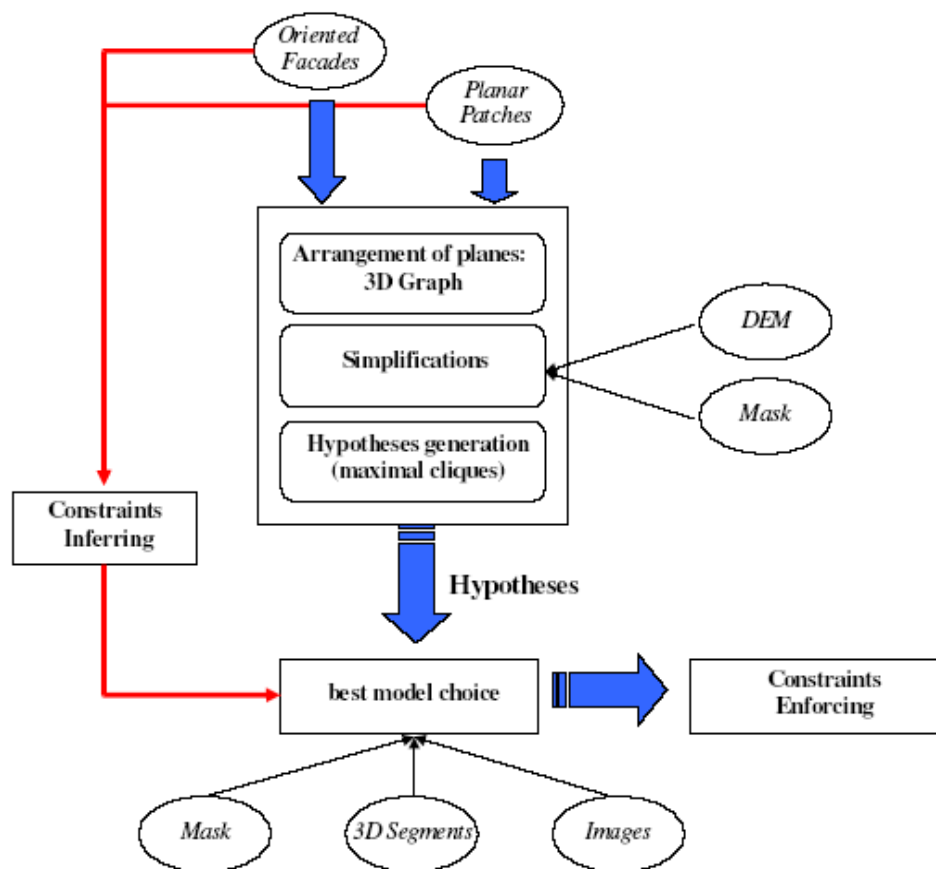 Oriented
Facades
Planar
Patches
Arrangement of planes:
3D Graph
DEM
Simplifications
Mask
Hypotheses generation
(maximal cliques)
Constraints
Inferring
Hypotheses
best model choice
Constraints
Enforcing
Mask
3D Segments
Images